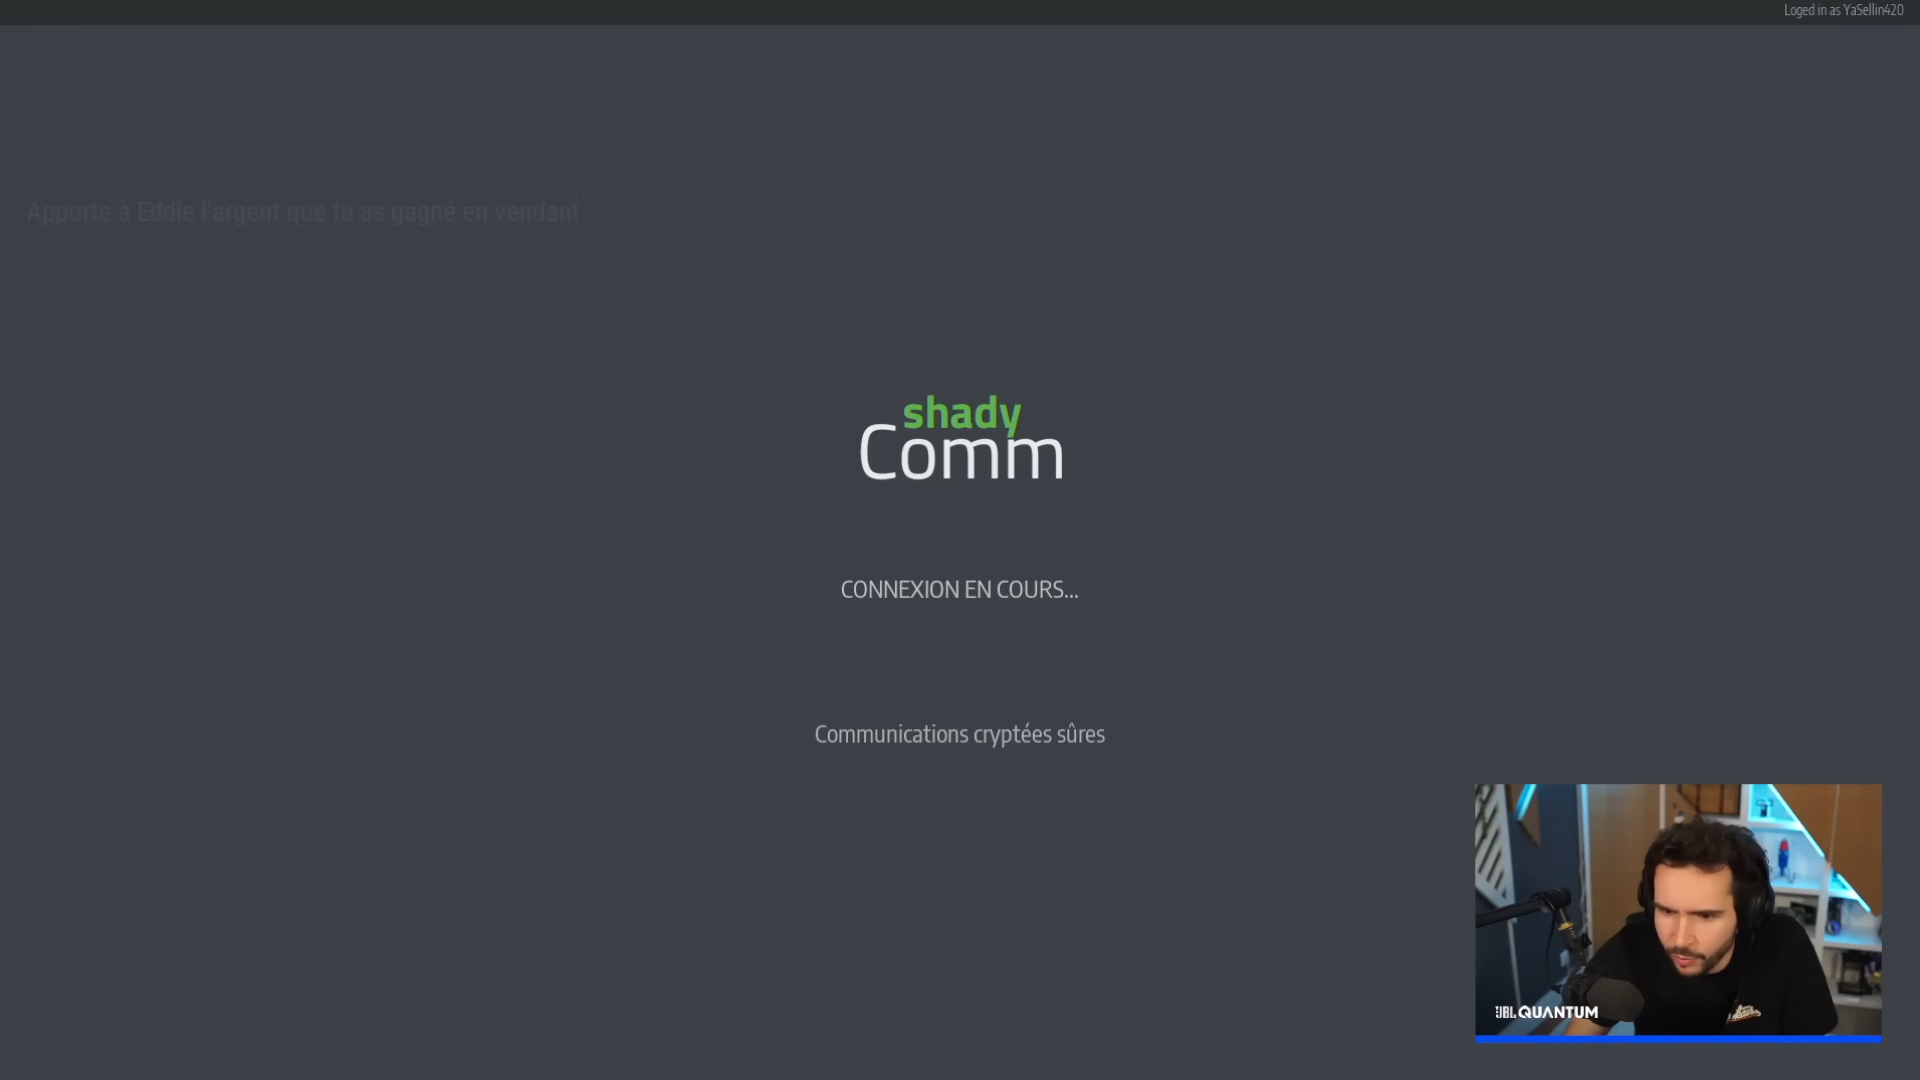 Loged in as YaSellin420
Apporte à Eddie l'argent que tu as gagné en vendant
shady
Comm
CONNEXION EN COURS...
Communications cryptées sûres
JBL QUANTUM